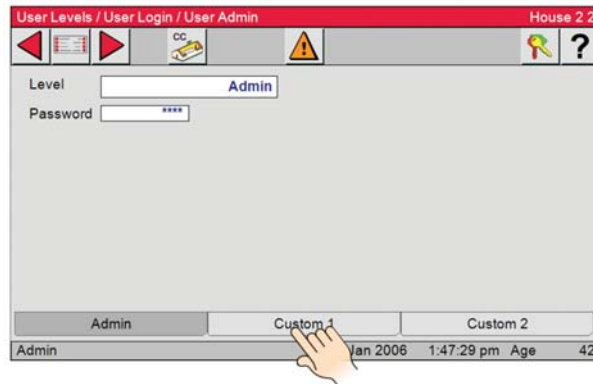 User Levels / User Login / User Admin House 2 2
CC ?
Level Admin
Password ****
Admin Custom 1 Custom 2
Admin Jan 2006 1:47:29 pm Age 42